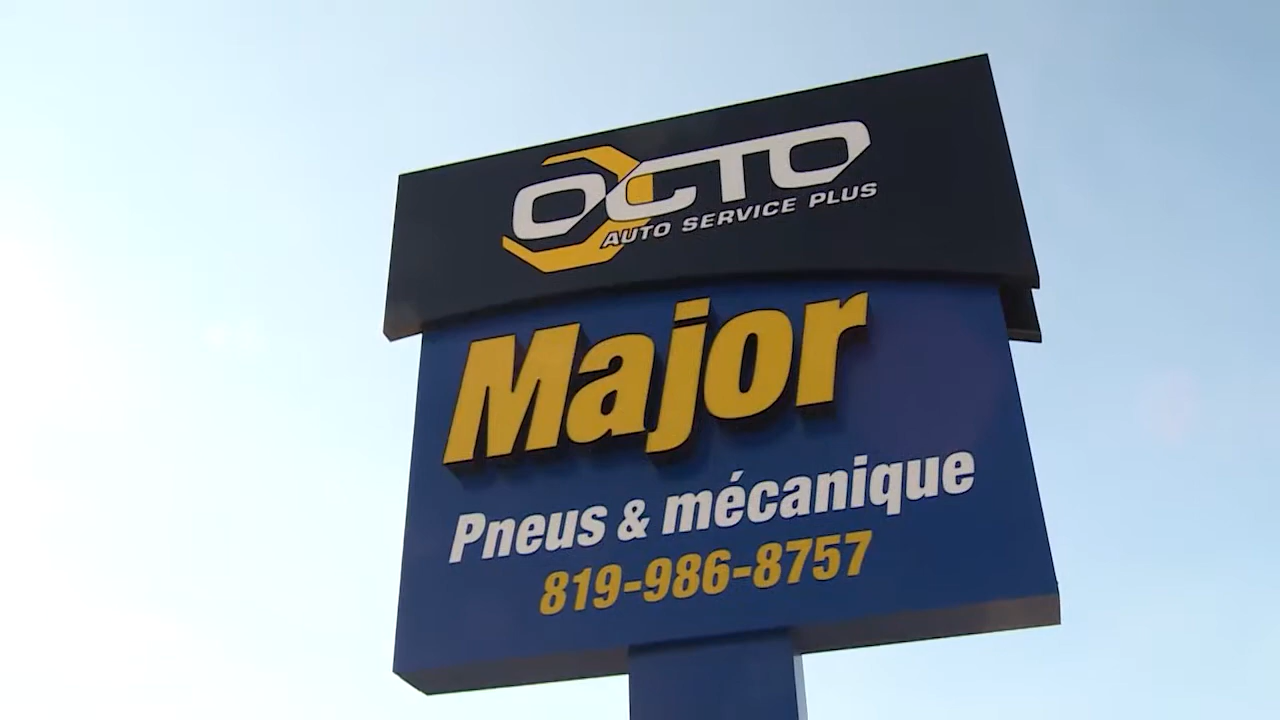 OCTO
AUTO SERVICE PLUS
Major
Pneus & mécanique
819-986-8757